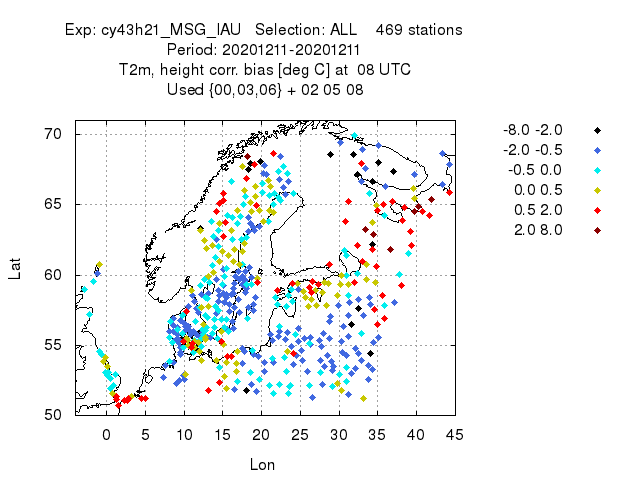 Exp: cy43h21_MSG_IAU   Selection: ALL    469 stations
Period: 20201211-20201211
T2m, height corr. bias [deg C] at  08 UTC
Used {00,03,06} + 02 05 08
-8.0 -2.0
-2.0 -0.5
-0.5 0.0
0.0 0.5
0.5 2.0
2.0 8.0
70
65
60
55
50
Lat
0 5 10 15 20 25 30 35 40 45
Lon